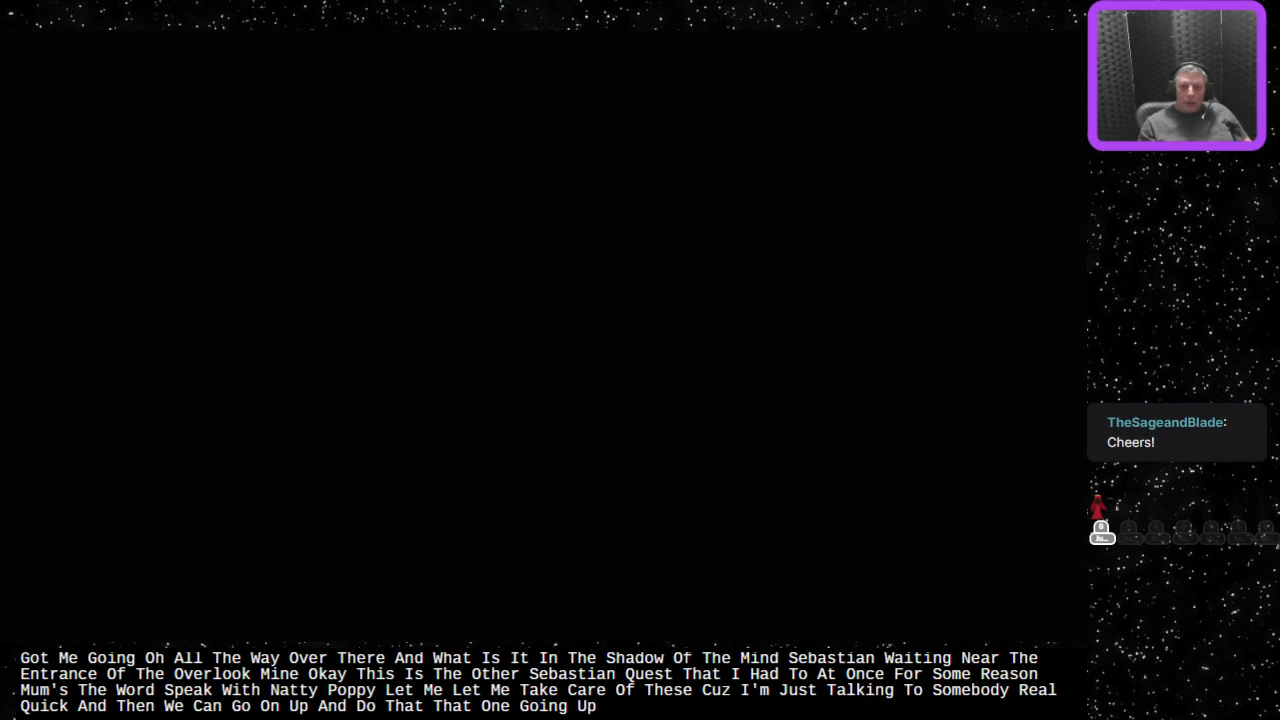 TheSageandBlade:
Cheers!
Got Me Going Oh All The Way Over There And What Is It In The Shadow Of The Mind Sebastian Waiting Near The
Entrance Of The Overlook Mine Okay This Is The Other Sebastian Quest That I Had To At Once For Some Reason
Mum's The Word Speak With Natty Poppy Let Me Let Me Take Care Of These Cuz I'm Just Talking To Somebody Real
Quick And Then We Can Go On Up And Do That That One Going Up